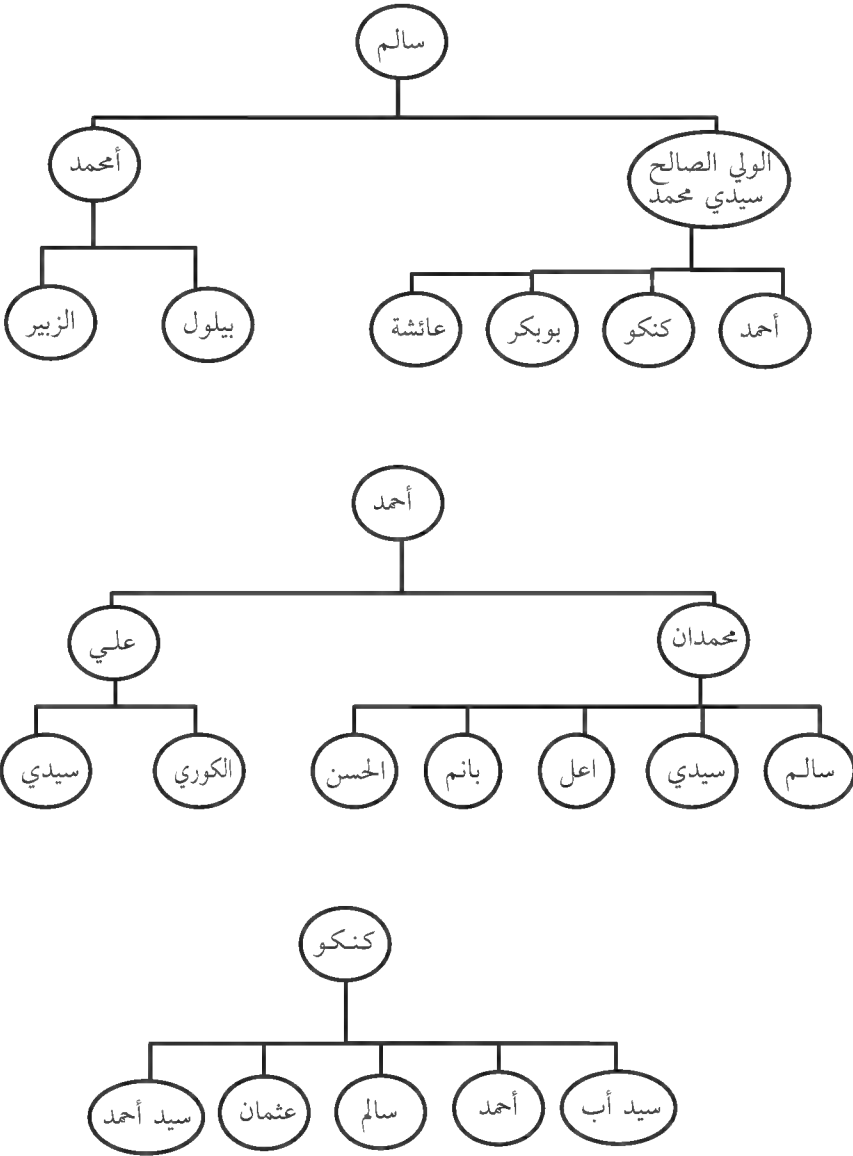 سالم
الولي الصالح
سيدي محمد
أمحمد
أحمد
كنكو
بوبكر
عائشة
بيلول
الزبير
أحمد
محمدان
علي
سالم
سيدي
اعل
بانم
الحسن
الكوري
سيدي
كنكو
سيد أب
أحمد
سالم
عثمان
سيد أحمد